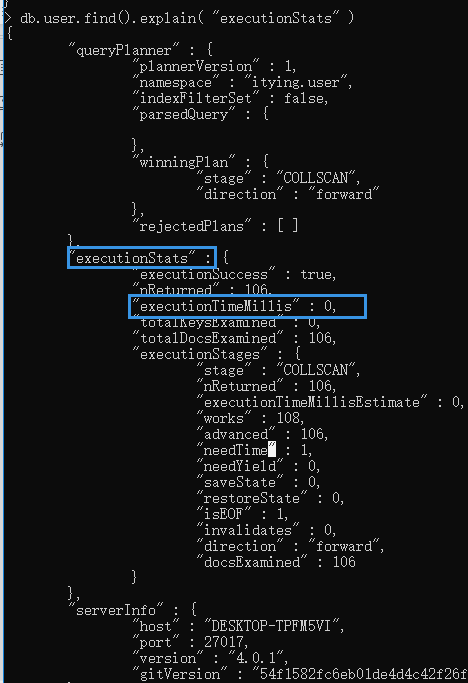 > db.user.find().explain( "executionStats" )
{
"queryPlanner" : {
"plannerVersion" : 1,
"namespace" : "itying.user",
"indexFilterSet" : false,
"parsedQuery" : {
},
"winningPlan" : {
"stage" : "COLLSCAN",
"direction" : "forward"
},
"rejectedPlans" : [ ]
},
"executionStats" : {
"executionSuccess" : true,
"nReturned" : 106,
"executionTimeMillis" : 0,
"totalKeysExamined" : 0,
"totalDocsExamined" : 106,
"executionStages" : {
"stage" : "COLLSCAN",
"nReturned" : 106,
"executionTimeMillisEstimate" : 0,
"works" : 108,
"advanced" : 106,
"needTime" : 1,
"needYield" : 0,
"saveState" : 0,
"restoreState" : 0,
"isEOF" : 1,
"invalidates" : 0,
"direction" : "forward",
"docsExamined" : 106
}
},
"serverInfo" : {
"host" : "DESKTOP-TPFM5VI",
"port" : 27017,
"version" : "4.0.1",
"gitVersion" : "54f1582fc6eb01de4d4c42f26f